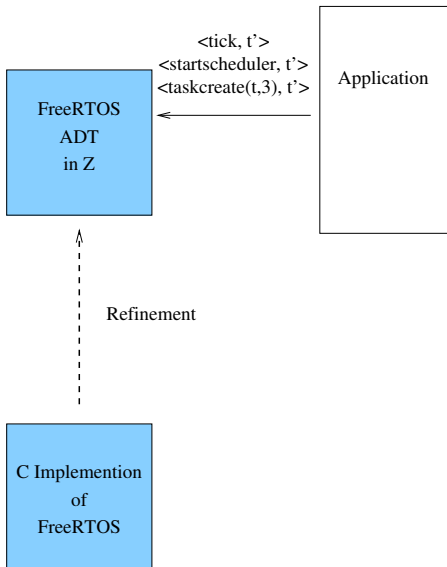 <tick, t’>
<startscheduler, t’>
<taskcreate(t,3), t’>
Application
FreeRTOS
ADT
in Z
Refinement
C Implemention
of
FreeRTOS